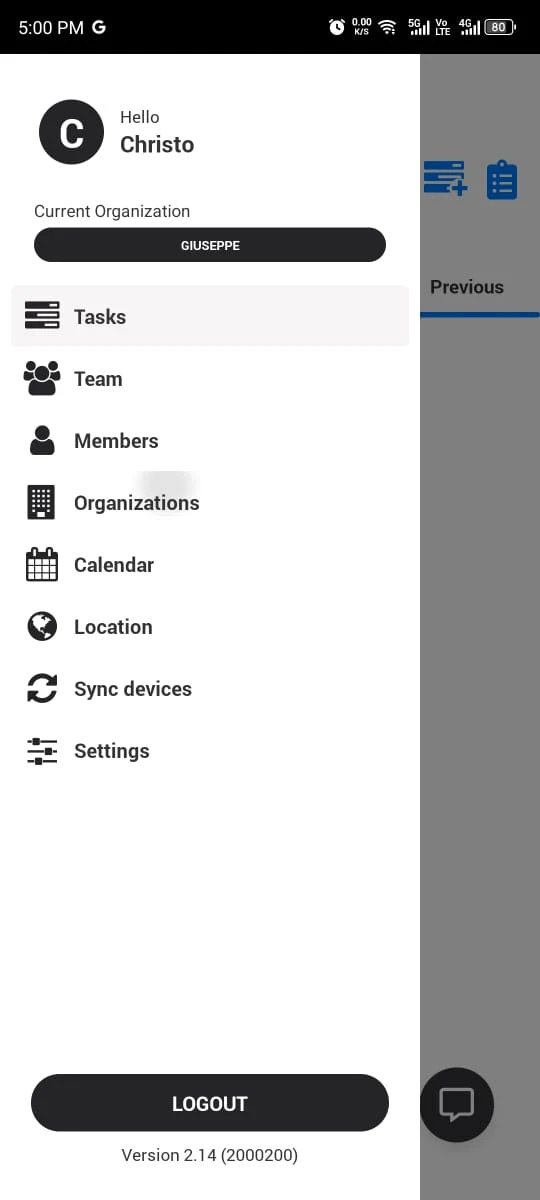 5:00 PM G 0.00 K/S 5G Vo LTE 4G 80
C
Hello
Christo
Current Organization
GIUSEPPE
Tasks
Previous
Team
Members
Organizations
Calendar
Location
Sync devices
Settings
LOGOUT
Version 2.14 (2000200)